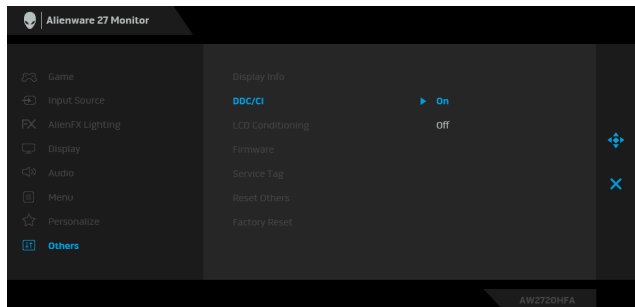 Alienware 27 Monitor
Game
Input Source
AlienFX Lighting
Display
Audio
Menu
Personalize
Others
Display Info
DDC/CI
On
LCD Conditioning
Off
Firmware
Service Tag
Reset Others
Factory Reset
AW2720HFA